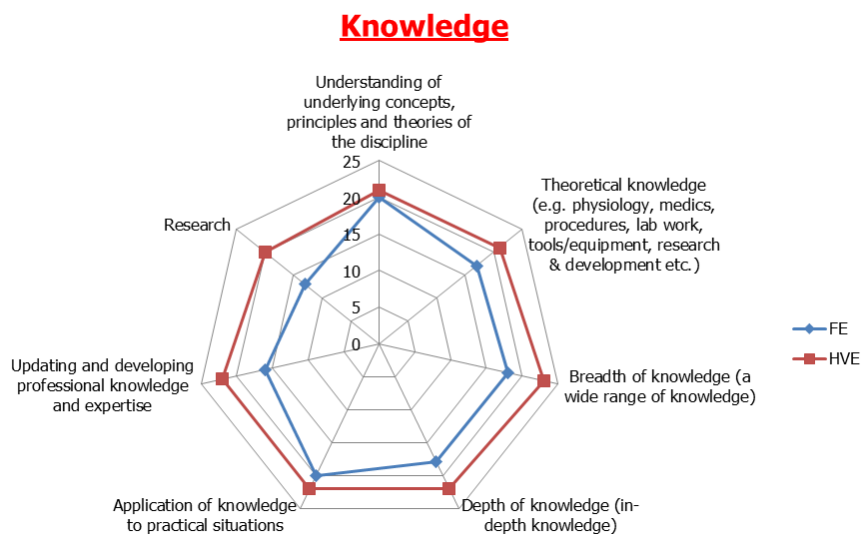 Knowledge
Understanding of
underlying concepts,
principles and theories of
the discipline
25
20
15
10
5
0
Theoretical knowledge
(e.g. physiology, medics,
procedures, lab work,
tools/equipment, research
& development etc.)
Breadth of knowledge (a
wide range of knowledge)
Depth of knowledge (in-
depth knowledge)
Application of knowledge
to practical situations
Updating and developing
professional knowledge
and expertise
Research
FE
HVE